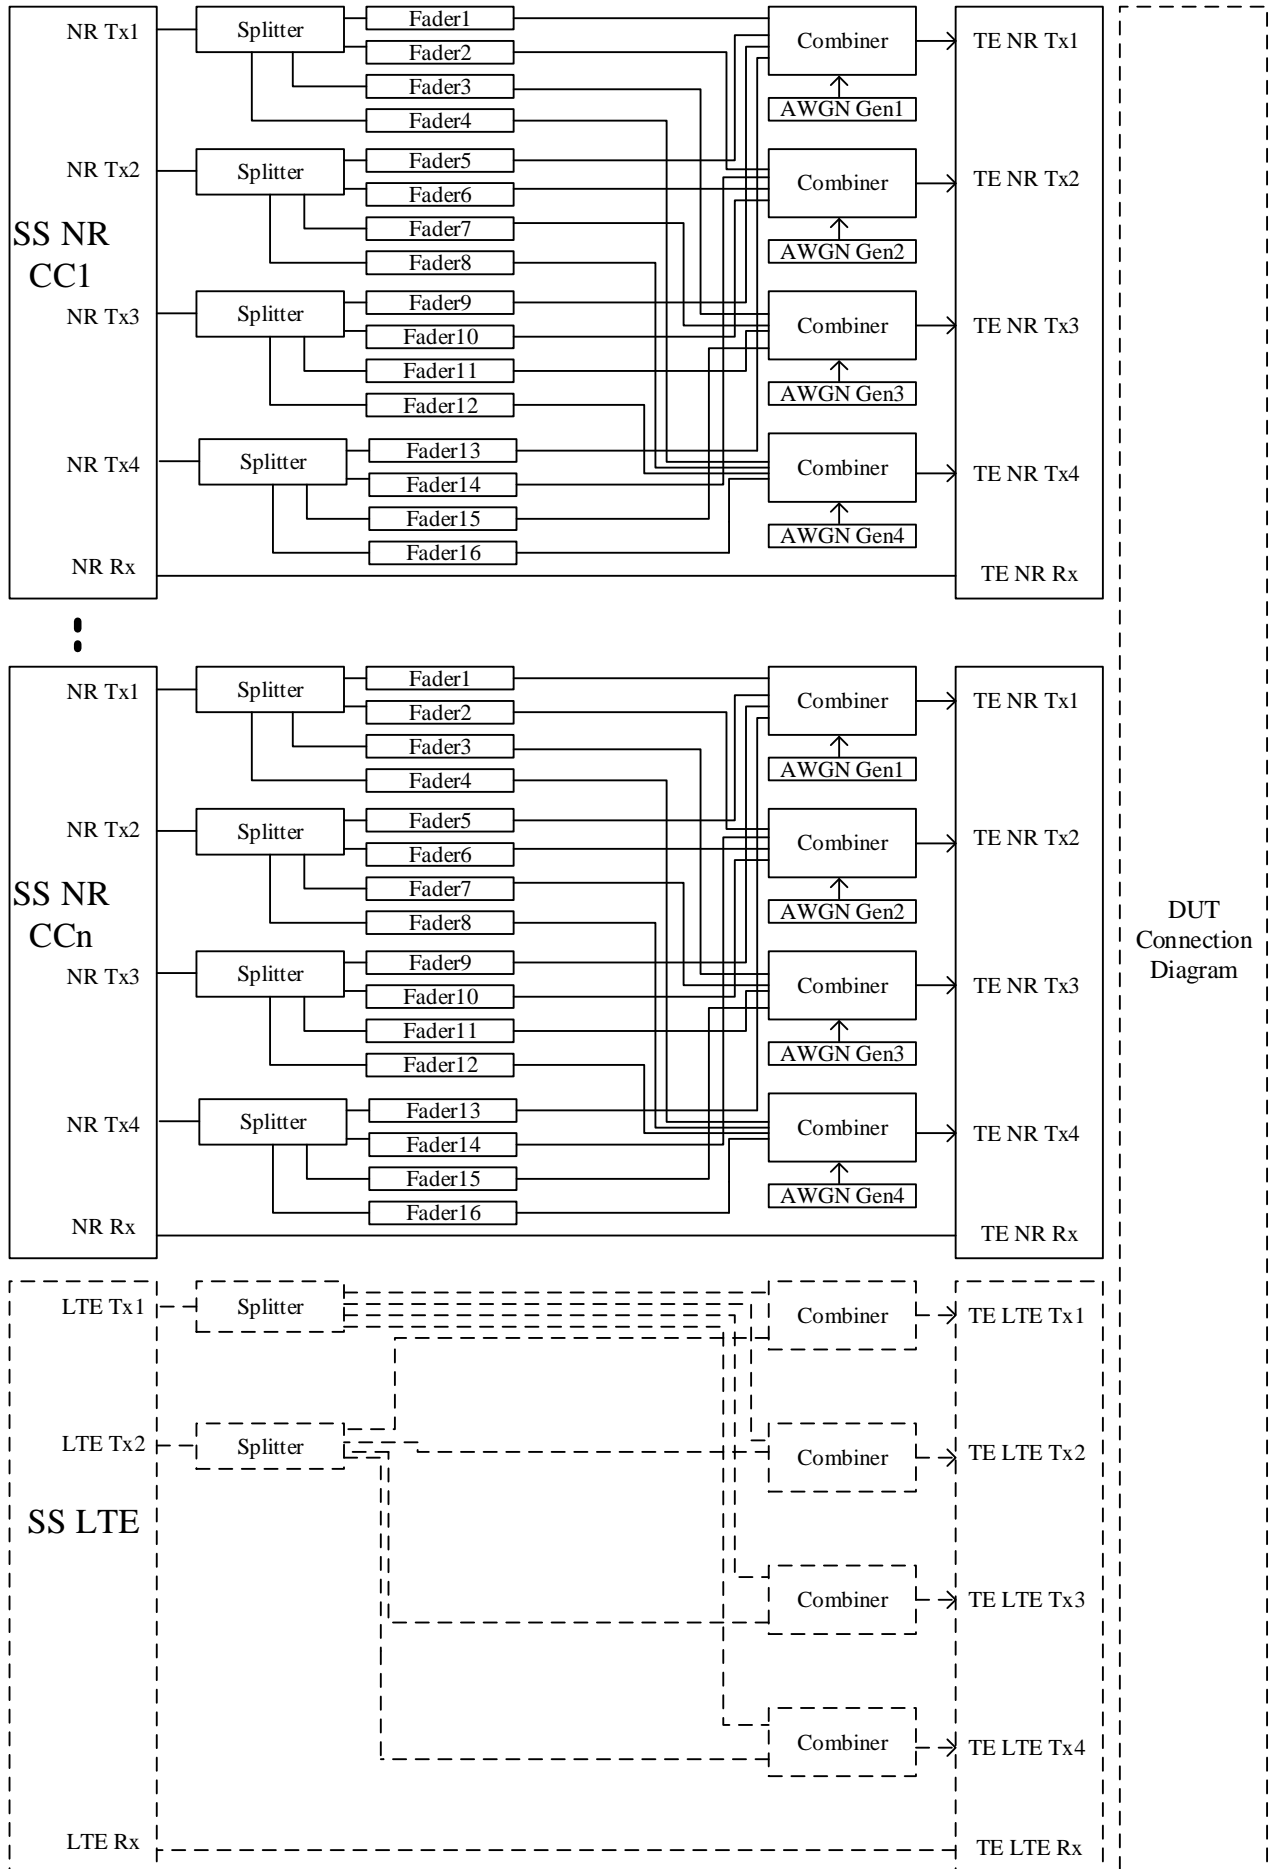 NR Tx1
Splitter
Fader1
Fader2
Fader3
Fader4
Combiner
AWGN Gen1
TE NR Tx1
NR Tx2
Splitter
Fader5
Fader6
Fader7
Fader8
Combiner
AWGN Gen2
TE NR Tx2
SS NR
CC1
NR Tx3
Splitter
Fader9
Fader10
Fader11
Fader12
Combiner
AWGN Gen3
TE NR Tx3
NR Tx4
Splitter
Fader13
Fader14
Fader15
Fader16
Combiner
AWGN Gen4
TE NR Tx4
NR Rx
TE NR Rx
NR Tx1
Splitter
Fader1
Fader2
Fader3
Fader4
Combiner
AWGN Gen1
TE NR Tx1
NR Tx2
Splitter
Fader5
Fader6
Fader7
Fader8
Combiner
AWGN Gen2
TE NR Tx2
SS NR
CCn
NR Tx3
Splitter
Fader9
Fader10
Fader11
Fader12
Combiner
AWGN Gen3
TE NR Tx3
NR Tx4
Splitter
Fader13
Fader14
Fader15
Fader16
Combiner
AWGN Gen4
TE NR Tx4
NR Rx
TE NR Rx
DUT
Connection
Diagram
LTE Tx1
Splitter
Combiner
TE LTE Tx1
LTE Tx2
Splitter
Combiner
TE LTE Tx2
SS LTE
Combiner
TE LTE Tx3
Combiner
TE LTE Tx4
LTE Rx
TE LTE Rx